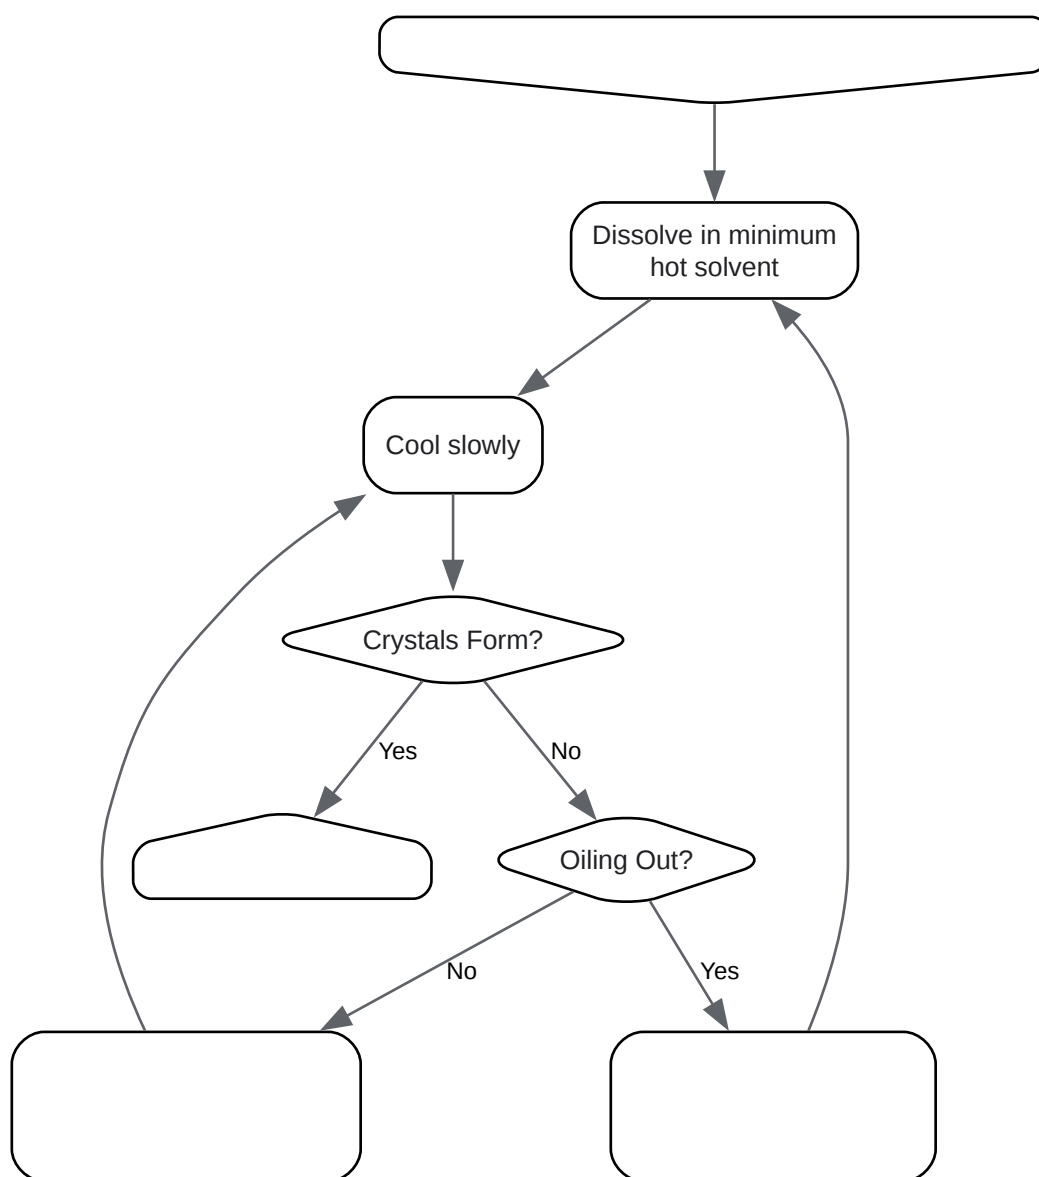 Dissolve in minimum
hot solvent
Cool slowly
Crystals Form?
Yes
No
Oiling Out?
No
Yes